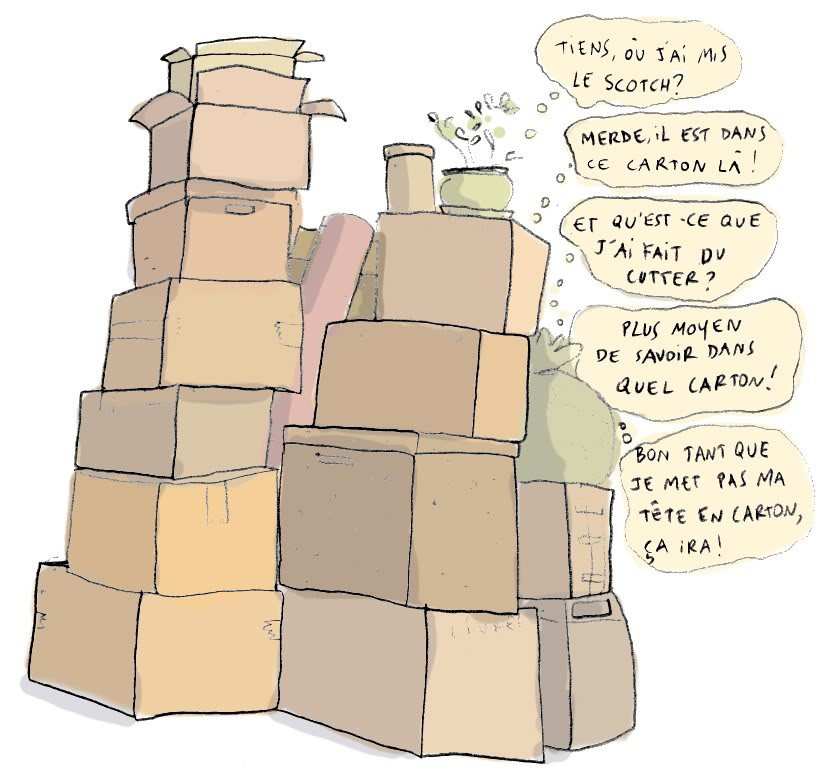 TIENS, OÙ J'AI MIS
LE SCOTCH?
MERDE, iL EST DANS
CE CARTON LÀ!
ET QU'EST-CE QUE
J'Ai FAIT DU
CUTTER?
PLUS MOYEN
DE SAVOIR DANS
QUEL CARTON!
BON TANT QUE
JE MET PAS MA
TÊTE EN CARTON,
ÇA iRA!